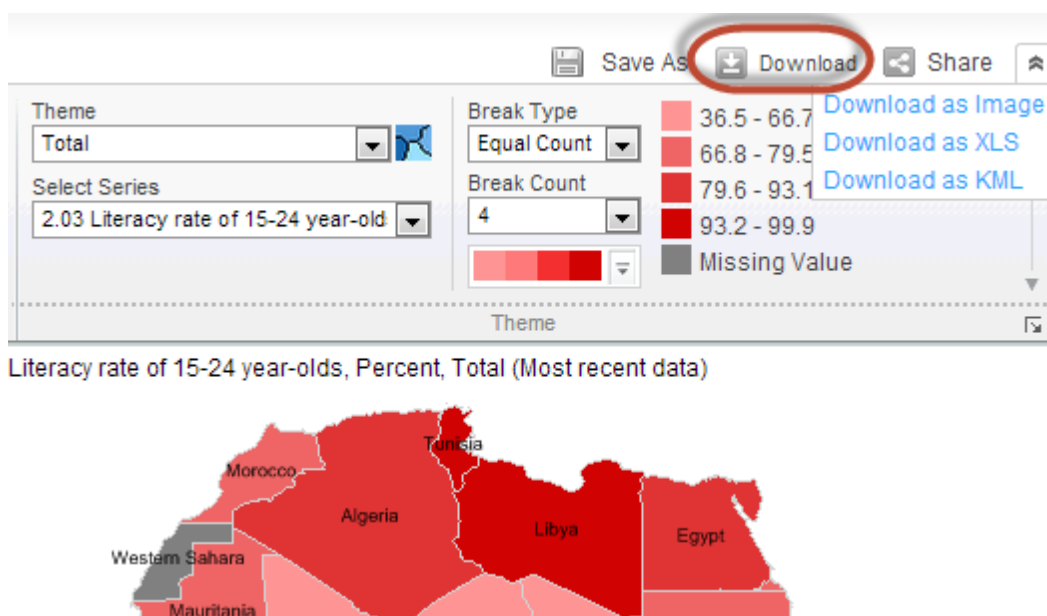 Save As Download Share
Theme
Total
Select Series
2.03 Literacy rate of 15-24 year-old
Break Type
Equal Count
Break Count
4
36.5 - 66.7
66.8 - 79.5
79.6 - 93.1
93.2 - 99.9
Missing Value
Download as Image
Download as XLS
Download as KML
Theme
Literacy rate of 15-24 year-olds, Percent, Total (Most recent data)
Tunisia
Morocco
Algeria
Libya
Egypt
Western Sahara
Mauritania